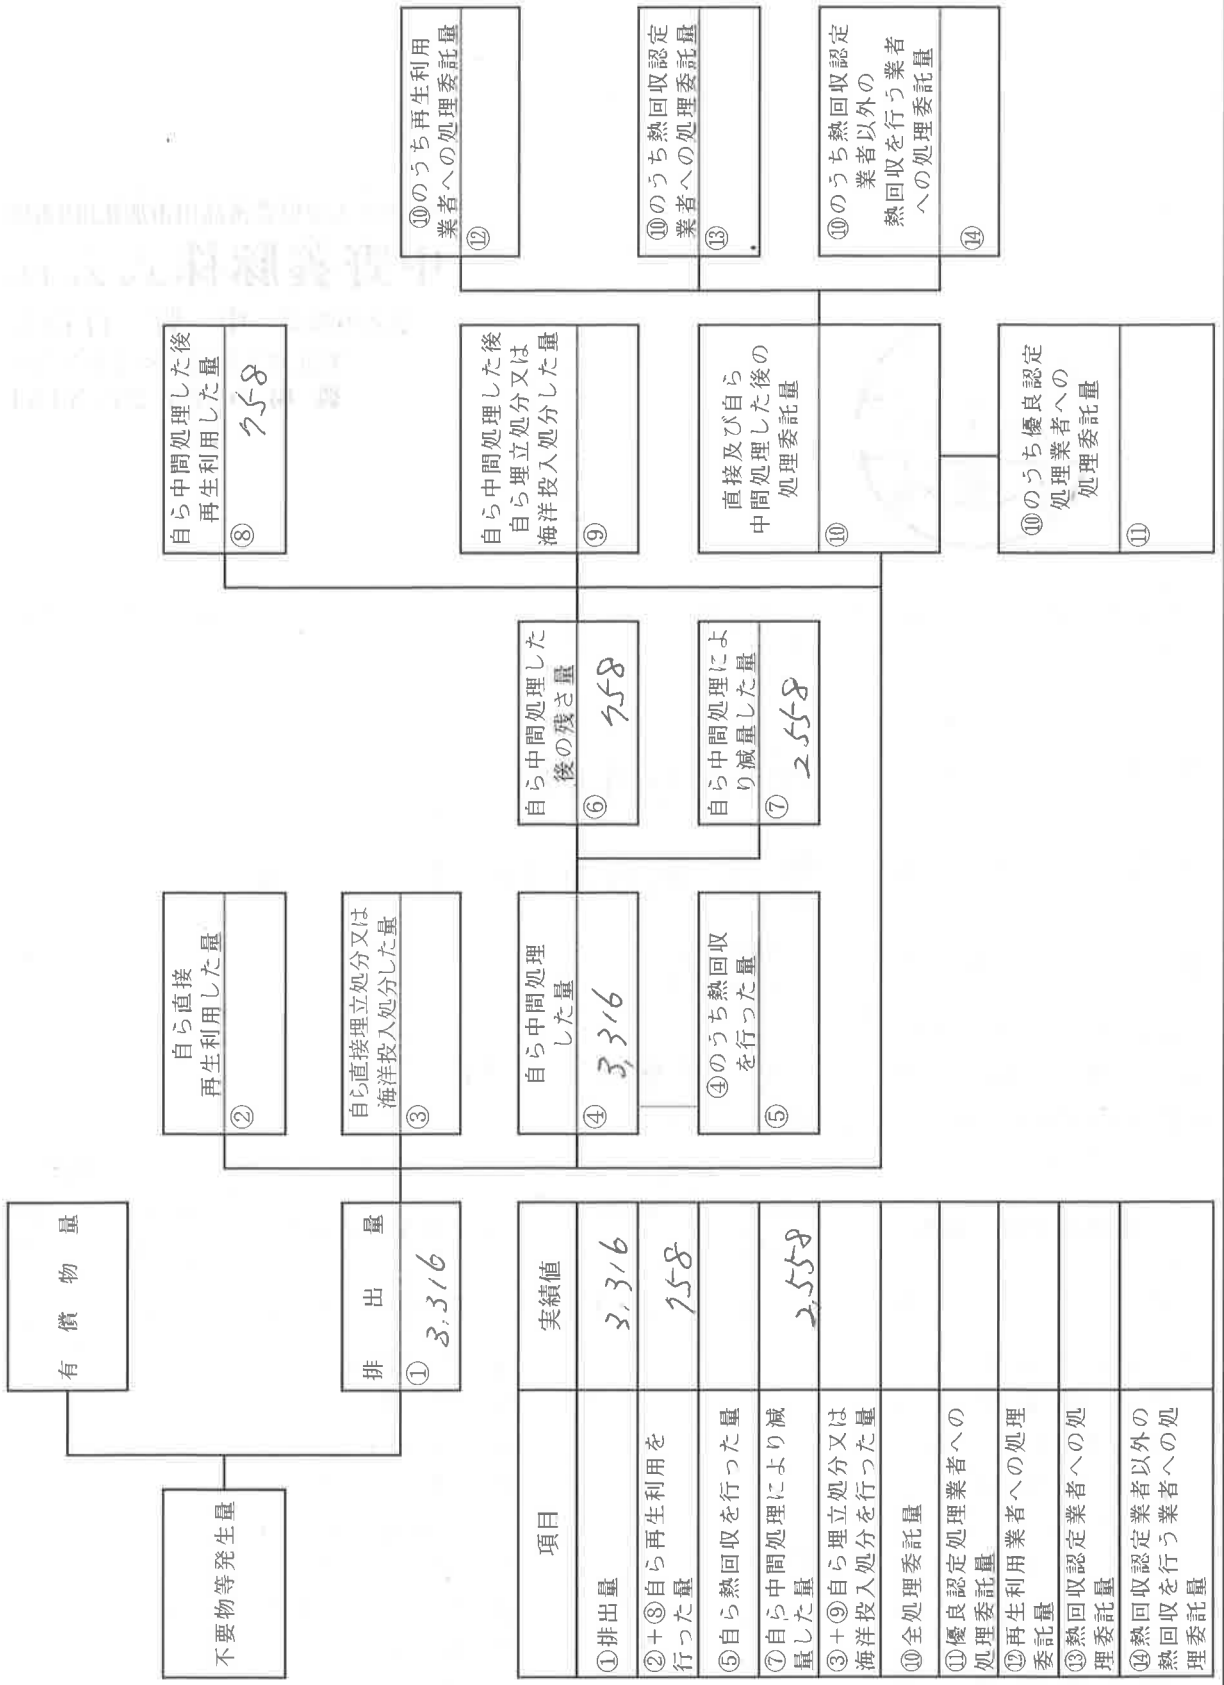 不要物等発生量
有償物量
排出量
①
3,316
自ら直接
再生利用した量
②
自ら直接埋立処分又は
海洋投入処分した量
③
自ら中間処理
した量
④
3,316
④のうち熱回収
を行った量
⑤
自ら中間処理した
後の残さ量
⑥
758
自ら中間処理によ
り減量した量
⑦
2558
自ら中間処理した後
再生利用した量
⑧
758
自ら中間処理した後
自ら埋立処分又は
海洋投入処分した量
⑨
直接及び自ら
中間処理した後の
処理委託量
⑩
⑩のうち優良認定
処理業者への
処理委託量
⑪
⑩のうち再生利用
業者への処理委託量
⑫
⑩のうち熱回収認定
業者への処理委託量
⑬
⑩のうち熱回収認定
業者以外の
熱回収を行う業者
への処理委託量
⑭
項目 実績値
①排出量 3,316
②+⑧自ら再生利用を
行った量 758
⑤自ら熱回収を行った量
⑦自ら中間処理により減
量した量 2,558
③+⑨自ら埋立処分又は
海洋投入処分を行った量
⑩全処理委託量
⑪優良認定処理業者への
処理委託量
⑫再生利用業者への処理
委託量
⑬熱回収認定業者への処
理委託量
⑭熱回収認定業者以外の
熱回収を行う業者への処
理委託量